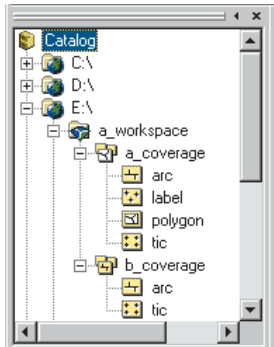 Catalog
C:\
D:\
E:\
a_workspace
a_coverage
arc
label
polygon
tic
b_coverage
arc
tic